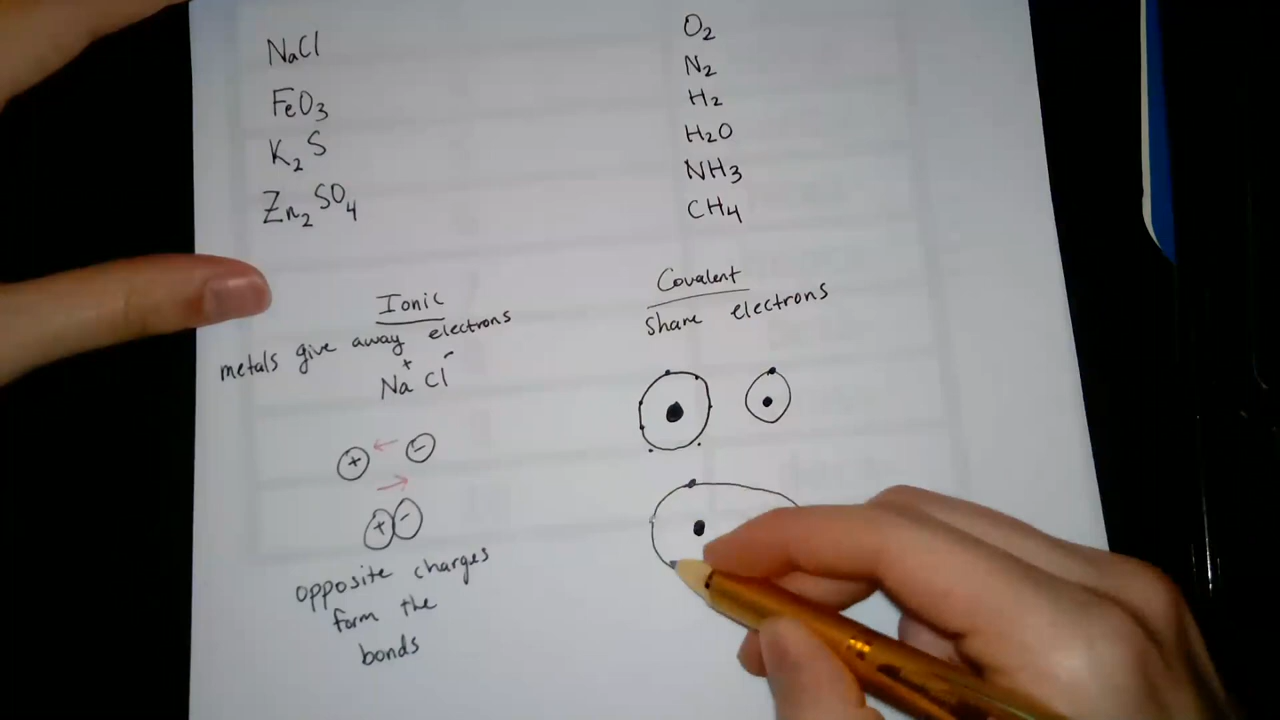 NaCl
FeO₃
K₂S
Zn₂SO₄
O₂
N₂
H₂
H₂O
NH₃
CH₄
Ionic
metals give away electrons
Na⁺Cl⁻
+ ← -
→
+ -
opposite charges
form the
bonds
Covalent
share electrons